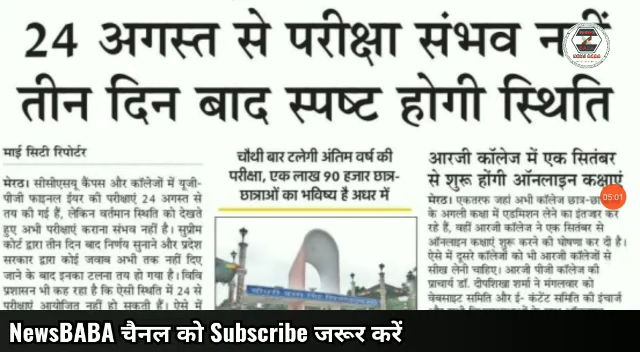 24 अगस्त से परीक्षा संभव नहीं
तीन दिन बाद स्पष्ट होगी स्थिति
माई सिटी रिपोर्टर
मेरठ। सीसीएसयू कैंपस और कॉलेजों में यूजी-
पीजी फाइनल ईयर की परीक्षाएं 24 अगस्त से
तय की गई हैं, लेकिन वर्तमान स्थिति को देखते
हुए अभी परीक्षाएं कराना संभव नहीं है। सुप्रीम
कोर्ट द्वारा तीन दिन बाद निर्णय सुनाने और प्रदेश
सरकार द्वारा कोई जवाब अभी तक नहीं दिए
जाने के बाद इनका टलना तय हो गया है। विवि
प्रशासन भी कह रहा है कि ऐसी स्थिति में 24 से
परीक्षाएं आयोजित नहीं हो सकती हैं। ऐसे में
चौथी बार टलेगी अंतिम वर्ष की
परीक्षा, एक लाख 90 हजार छात्र-
छात्राओं का भविष्य है अधर में
आरजी कॉलेज में एक सितंबर
से शुरू होंगी ऑनलाइन कक्षाएं
मेरठ। एकतरफ जहां अभी कॉलेज छात्र-
के अगली कक्षा में एडमिशन लेने का इंतजार कर
रहे हैं, वहीं आरजी कॉलेज ने एक सितंबर से
ऑनलाइन कक्षाएं शुरू करने की घोषणा कर दी है।
ऐसे में दूसरे कॉलेजों को भी आरजी कॉलेजों से
सीख लेनी चाहिए। आरजी पीजी कॉलेज की
प्राचार्य डॉ. दीपशिखा शर्मा ने मंगलवार को
वेबसाइट समिति और ई- कंटेंट समिति की इंचार्ज
05:01
NewsBABA चैनल को Subscribe जरूर करें